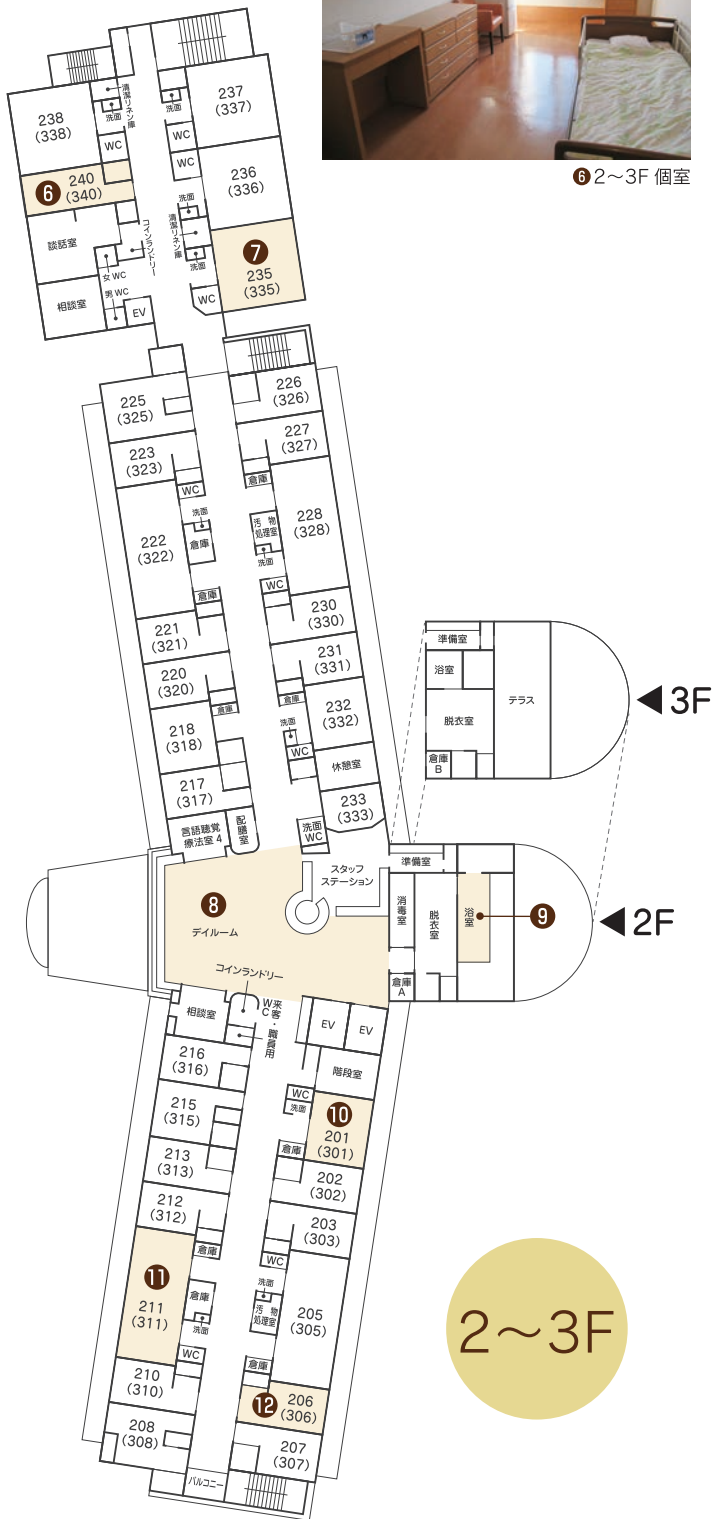 ❻2～3F 個室
238
(338)
清潔リネン庫
洗面
WC
洗面
WC
WC
237
(337)
❻
240
(340)
236
(336)
談話室
コインランドリー
清潔リネン庫
洗面
洗面
❼
235
(335)
女WC
男WC
相談室
EV
WC
225
(325)
226
(326)
223
(323)
227
(327)
WC
倉庫
洗面
222
(322)
倉庫
汚物
処理室
洗面
228
(328)
倉庫
WC
221
(321)
230
(330)
220
(320)
231
(331)
倉庫
倉庫
218
(318)
洗面
WC
232
(332)
休憩室
217
(317)
233
(333)
言語聴覚
療法室 4
配膳室
洗面
WC
準備室
浴室
脱衣室
倉庫
B
テラス
◀3F
スタッフ
ステーション
準備室
❽
デイルーム
消毒室
脱衣室
浴室
❾
◀2F
倉庫
A
コインランドリー
相談室
来客・職員用
WC
EV
EV
階段室
216
(316)
WC
洗面
❿
201
(301)
215
(315)
倉庫
213
(313)
202
(302)
212
(312)
203
(303)
倉庫
WC
⓫
211
(311)
倉庫
洗面
洗面
汚物
処理室
205
(305)
WC
倉庫
210
(310)
⓬
206
(306)
208
(308)
207
(307)
バルコニー
2～3F